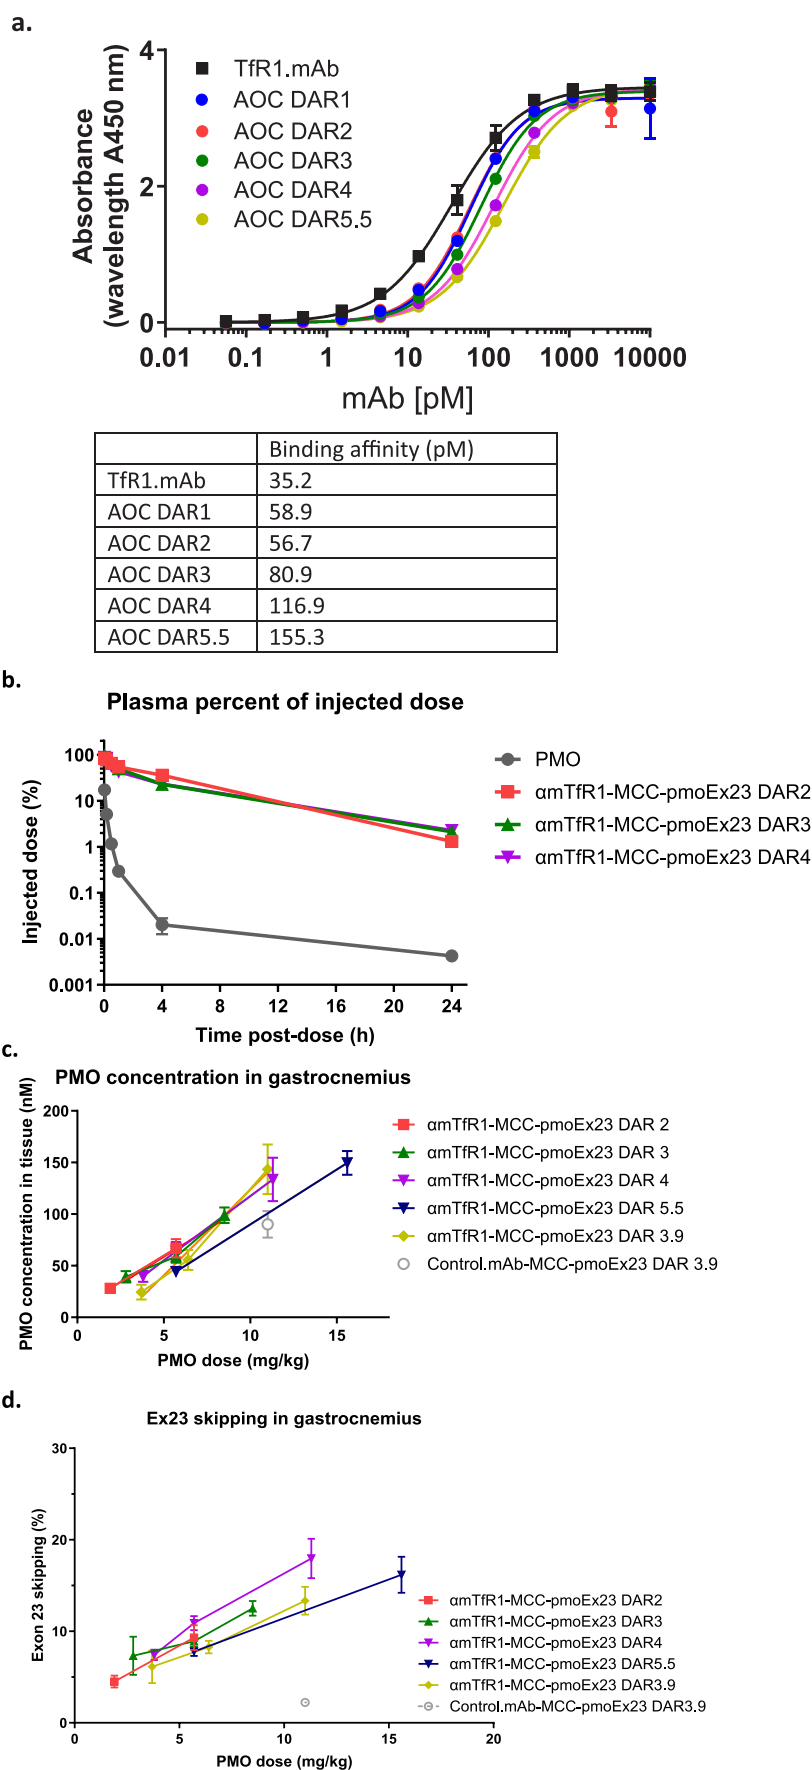 a.
Absorbance
(wavelength A450 nm)
4
2
0
TfR1.mAb
AOC DAR1
AOC DAR2
AOC DAR3
AOC DAR4
AOC DAR5.5
0.01 0.1 1 10 100 1000 10000
mAb [pM]
Binding affinity (pM)
TfR1.mAb 35.2
AOC DAR1 58.9
AOC DAR2 56.7
AOC DAR3 80.9
AOC DAR4 116.9
AOC DAR5.5 155.3
b.
Plasma percent of injected dose
Injected dose (%)
100
10
1
0.1
0.01
0.001
0 4 8 12 16 20 24
Time post-dose (h)
PMO
αmTfR1-MCC-pmoEx23 DAR2
αmTfR1-MCC-pmoEx23 DAR3
αmTfR1-MCC-pmoEx23 DAR4
c.
PMO concentration in gastrocnemius
PMO concentration in tissue (nM)
200
150
100
50
0
0 5 10 15
PMO dose (mg/kg)
αmTfR1-MCC-pmoEx23 DAR 2
αmTfR1-MCC-pmoEx23 DAR 3
αmTfR1-MCC-pmoEx23 DAR 4
αmTfR1-MCC-pmoEx23 DAR 5.5
αmTfR1-MCC-pmoEx23 DAR 3.9
Control.mAb-MCC-pmoEx23 DAR 3.9
d.
Ex23 skipping in gastrocnemius
Exon 23 skipping (%)
30
20
10
0
0 5 10 15 20
PMO dose (mg/kg)
αmTfR1-MCC-pmoEx23 DAR2
αmTfR1-MCC-pmoEx23 DAR3
αmTfR1-MCC-pmoEx23 DAR4
αmTfR1-MCC-pmoEx23 DAR5.5
αmTfR1-MCC-pmoEx23 DAR3.9
Control.mAb-MCC-pmoEx23 DAR3.9